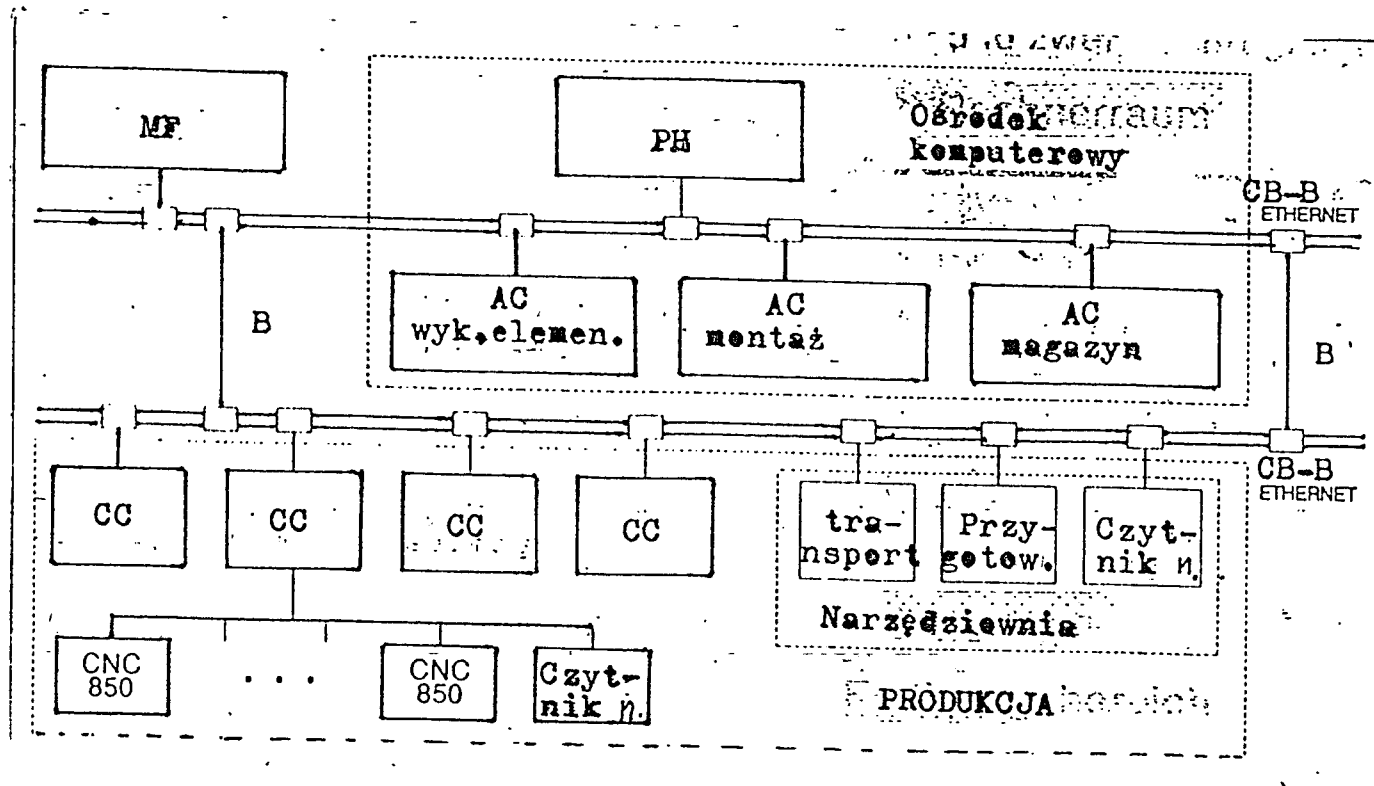 MF
PH
Ośrodek
komputerowy
CB-B
ETHERNET
AC
wyk.elemen.
AC
montaż
AC
magazyn
B
B
CB-B
ETHERNET
CC
CC
CC
CC
tra-
nsport
Przy-
gotow.
Czyt-
nik n.
Narzędziownia
CNC
850
. . .
CNC
850
Czyt-
nik n.
PRODUKCJA